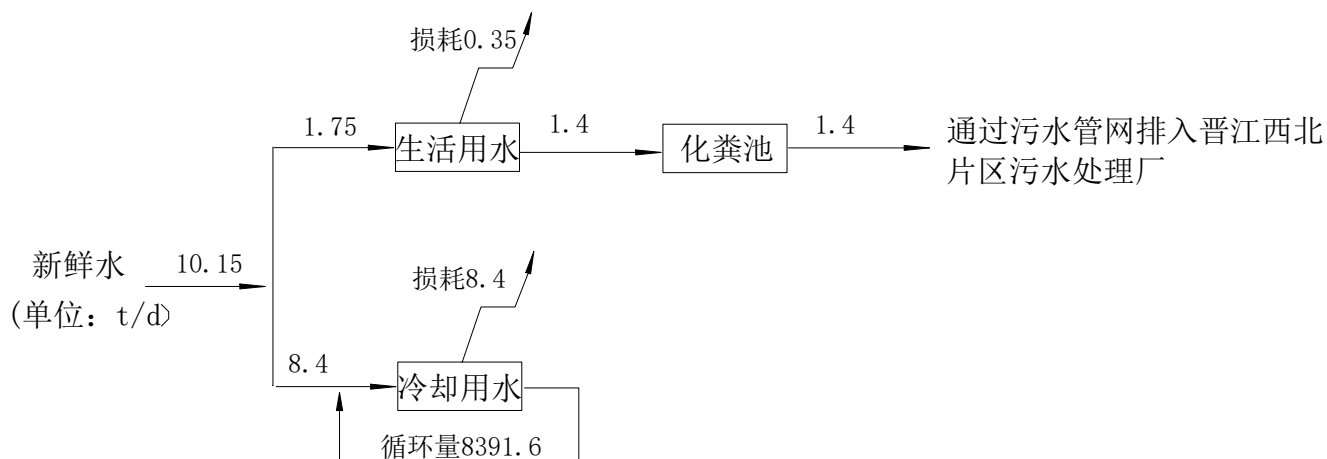 损耗0.35
1.75
生活用水
1.4
化粪池
1.4
通过污水管网排入晋江西北
片区污水处理厂
新鲜水
10.15
(单位：t/d)
损耗8.4
8.4
冷却用水
循环量8391.6